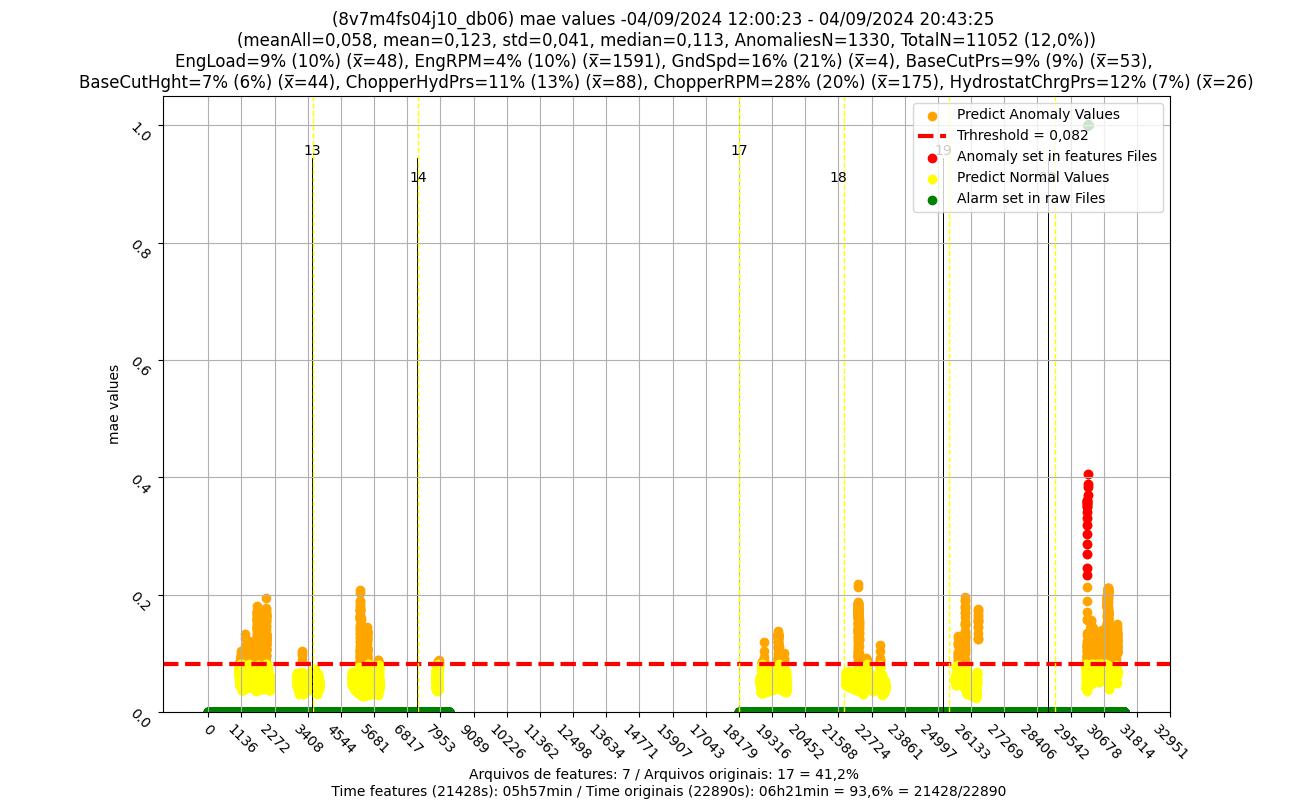 (8v7m4fs04j10_db06) mae values -04/09/2024 12:00:23 - 04/09/2024 20:43:25
(meanAll=0,058, mean=0,123, std=0,041, median=0,113, AnomaliesN=1330, TotalN=11052 (12,0%))
EngLoad=9% (10%) (x̅=48), EngRPM=4% (10%) (x̅=1591), GndSpd=16% (21%) (x̅=4), BaseCutPrs=9% (9%) (x̅=53),
BaseCutHght=7% (6%) (x̅=44), ChopperHydPrs=11% (13%) (x̅=88), ChopperRPM=28% (20%) (x̅=175), HydrostatChrgPrs=12% (7%) (x̅=26)
Predict Anomaly Values
Trhreshold = 0,082
Anomaly set in features Files
Predict Normal Values
Alarm set in raw Files
13
14
17
18
19
1.0
0.8
0.6
0.4
0.2
0.0
mae values
0 1136 2272 3408 4544 5681 6817 7953 9089 10226 11362 12498 13634 14771 15907 17043 18179 19316 20452 21588 22724 23861 24997 26133 27269 28406 29542 30678 31814 32951
Arquivos de features: 7 / Arquivos originais: 17 = 41,2%
Time features (21428s): 05h57min / Time originais (22890s): 06h21min = 93,6% = 21428/22890